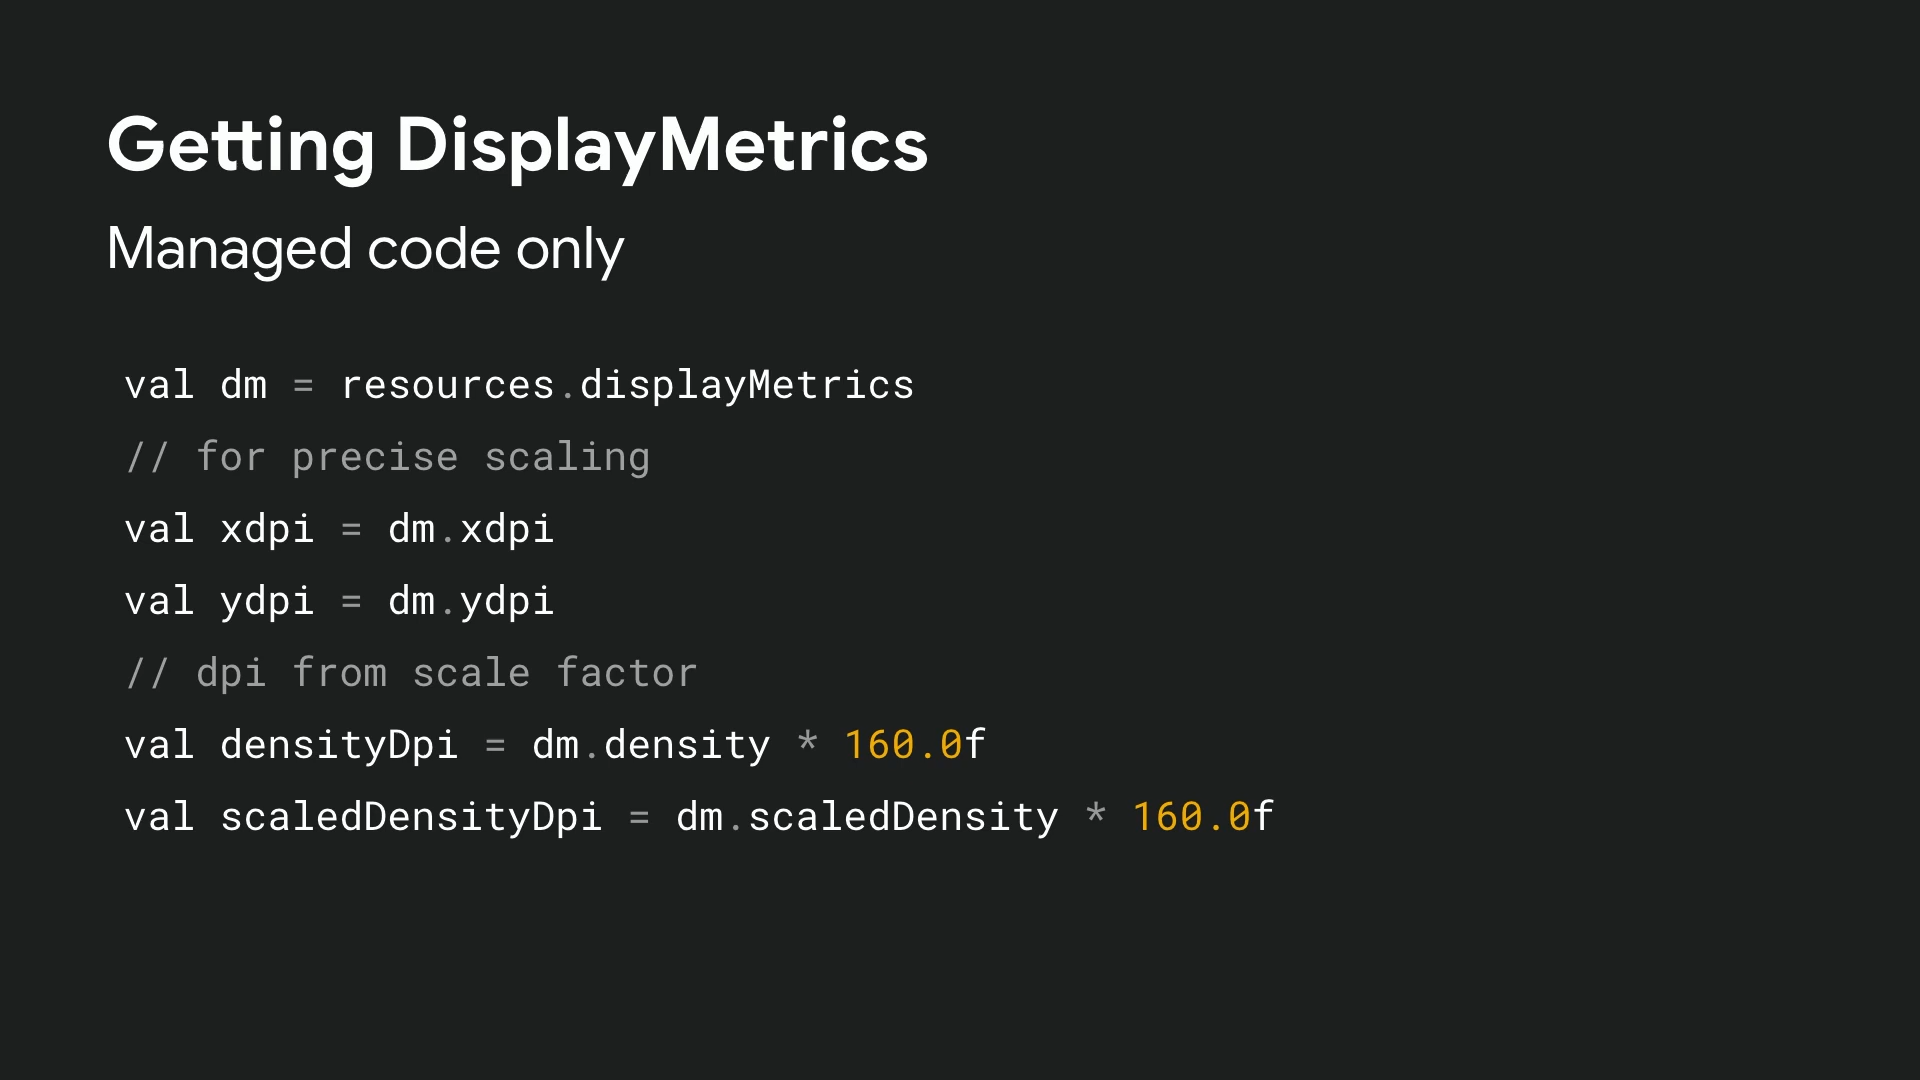 Getting DisplayMetrics
Managed code only
val dm = resources.displayMetrics
// for precise scaling
val xdpi = dm.xdpi
val ydpi = dm.ydpi
// dpi from scale factor
val densityDpi = dm.density * 160.0f
val scaledDensityDpi = dm.scaledDensity * 160.0f